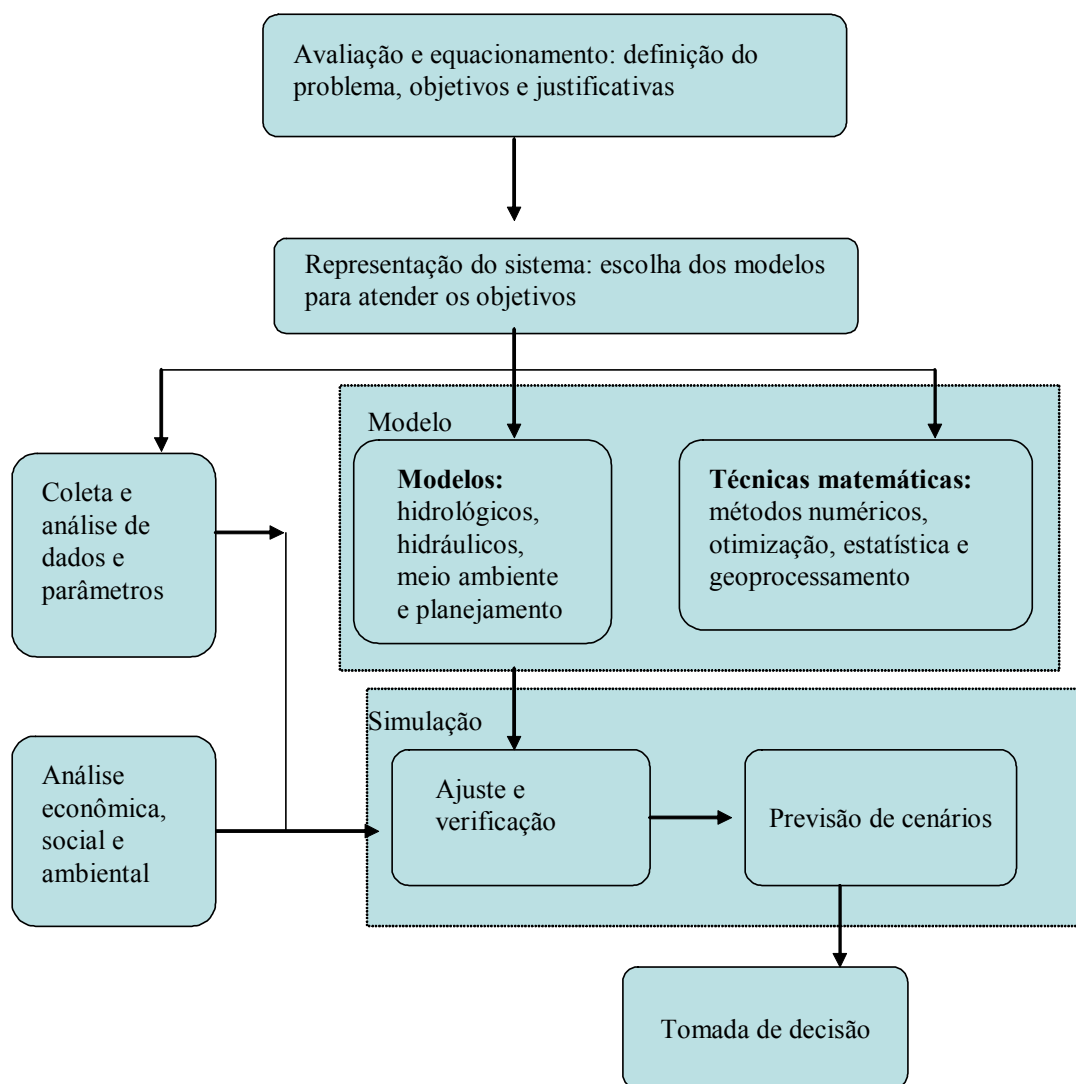 Avaliação e equacionamento: definição do
problema, objetivos e justificativas
Representação do sistema: escolha dos modelos
para atender os objetivos
Modelo
Coleta e
análise de
dados e
parâmetros
Modelos:
hidrológicos,
hidráulicos,
meio ambiente
e planejamento
Técnicas matemáticas:
métodos numéricos,
otimização, estatística e
geoprocessamento
Simulação
Análise
econômica,
social e
ambiental
Ajuste e
verificação
Previsão de cenários
Tomada de decisão